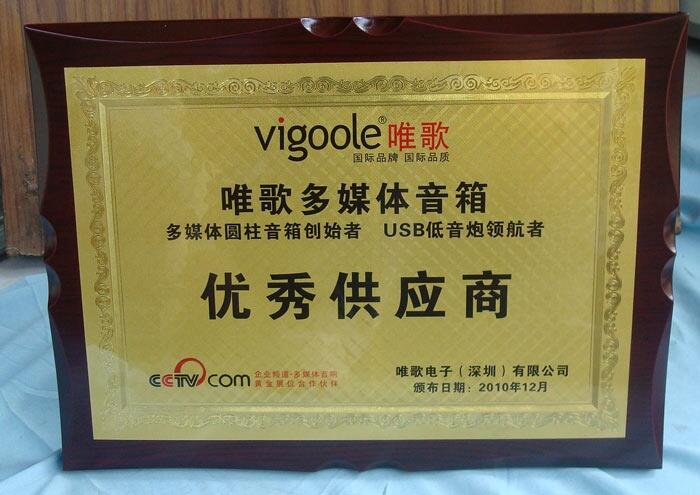 vigoole®唯歌
国际品牌 国际品质
唯歌多媒体音箱
多媒体圆柱音箱创始者 USB低音炮领航者
优秀供应商
CCTV.com
企业频道·多媒体音响
黄金展位合作伙伴
唯歌电子（深圳）有限公司
颁布日期：2010年12月